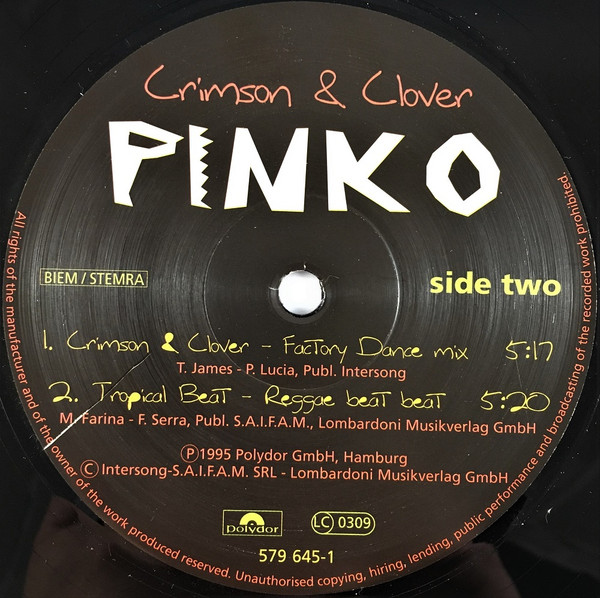 Crimson & Clover
PINKO
BIEM / STEMRA
side two
1. Crimson & Clover - Factory Dance mix 5:17
T. James - P. Lucia, Publ. Intersong
2. Tropical Beat - Reggae beat beat 5:20
M. Farina - F. Serra, Publ. S.A.I.F.A.M., Lombardoni Musikverlag GmbH
Ⓟ1995 Polydor GmbH, Hamburg
© Intersong-S.A.I.F.A.M. SRL - Lombardoni Musikverlag GmbH
polydor
LC 0309
579 645-1
All rights of the manufacturer and of the owner of the work produced reserved. Unauthorised copying, hiring, lending, public performance and broadcasting of the recorded work prohibited.